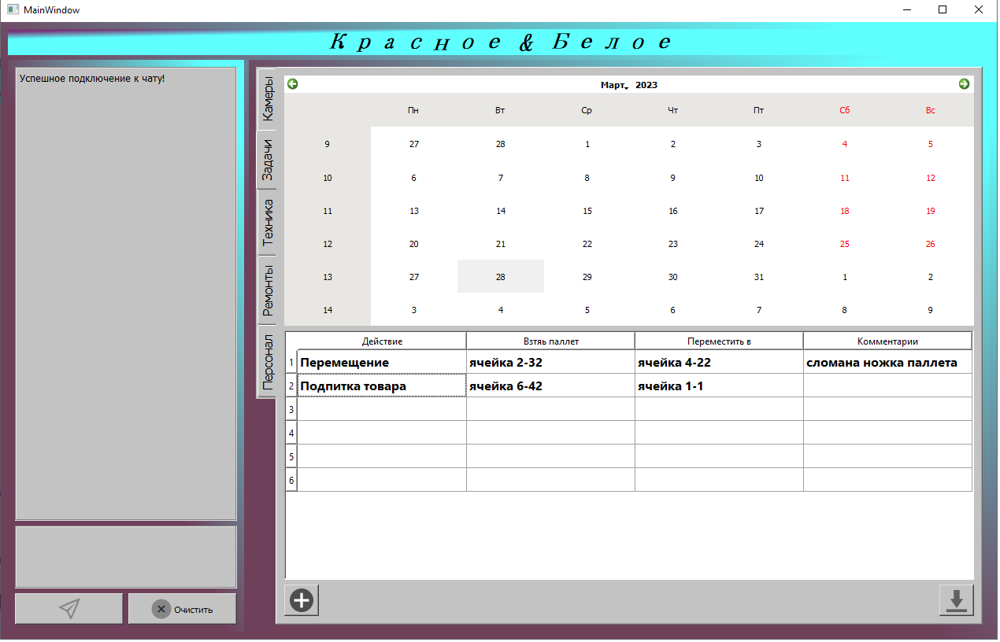 MainWindow
Красное & Белое
Успешное подключение к чату!
Очистить
Камеры
Задачи
Техника
Ремонты
Персонал
Март, 2023
Пн Вт Ср Чт Пт Сб Вс
9 27 28 1 2 3 4 5
10 6 7 8 9 10 11 12
11 13 14 15 16 17 18 19
12 20 21 22 23 24 25 26
13 27 28 29 30 31 1 2
14 3 4 5 6 7 8 9
Действие Взтяь паллет Переместить в Комментарии
1 Перемещение ячейка 2-32 ячейка 4-22 сломана ножка паллета
2 Подпитка товара ячейка 6-42 ячейка 1-1
3
4
5
6